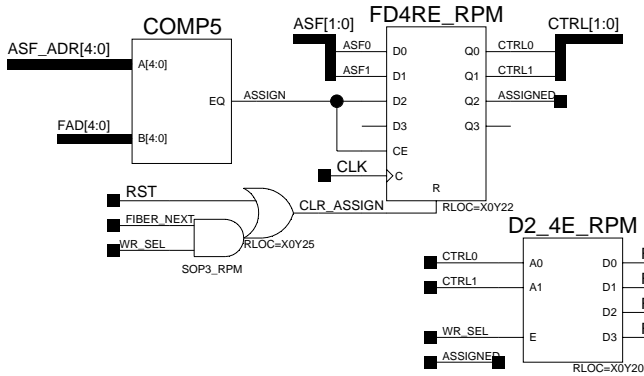 COMP5
ASF_ADR[4:0]
A[4:0]
EQ
ASSIGN
FAD[4:0]
B[4:0]
ASF[1:0]
FD4RE_RPM
CTRL[1:0]
ASF0
D0
Q0
CTRL0
ASF1
D1
Q1
CTRL1
D2
Q2
ASSIGNED
D3
Q3
CE
CLK
C
R
RLOC=X0Y22
RST
CLR_ASSIGN
FIBER_NEXT
WR_SEL
RLOC=X0Y25
SOP3_RPM
D2_4E_RPM
CTRL0
A0
D0
CTRL1
A1
D1
D2
WR_SEL
E
D3
ASSIGNED
RLOC=X0Y20